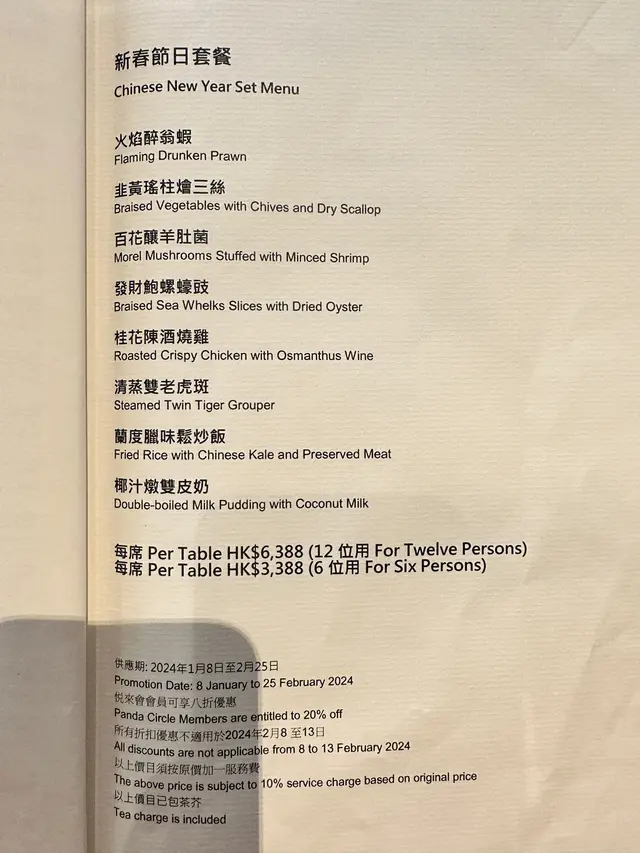 新春節日套餐
Chinese New Year Set Menu
火焰醉翁蝦
Flaming Drunken Prawn
韭黃瑤柱燴三絲
Braised Vegetables with Chives and Dry Scallop
百花釀羊肚菌
Morel Mushrooms Stuffed with Minced Shrimp
發財鮑螺蠔豉
Braised Sea Whelks Slices with Dried Oyster
桂花陳酒燒雞
Roasted Crispy Chicken with Osmanthus Wine
清蒸雙老虎斑
Steamed Twin Tiger Grouper
蘭度臘味鬆炒飯
Fried Rice with Chinese Kale and Preserved Meat
椰汁燉雙皮奶
Double-boiled Milk Pudding with Coconut Milk
每席 Per Table HK$6,388 (12 位用 For Twelve Persons)
每席 Per Table HK$3,388 (6 位用 For Six Persons)
供應期: 2024年1月8日至2月25日
Promotion Date: 8 January to 25 February 2024
悅來會會員可享八折優惠
Panda Circle Members are entitled to 20% off
所有折扣優惠不適用於2024年2月8 至13日
All discounts are not applicable from 8 to 13 February 2024
以上價目須按原價加一服務費
The above price is subject to 10% service charge based on original price
以上價目已包茶芥
Tea charge is included